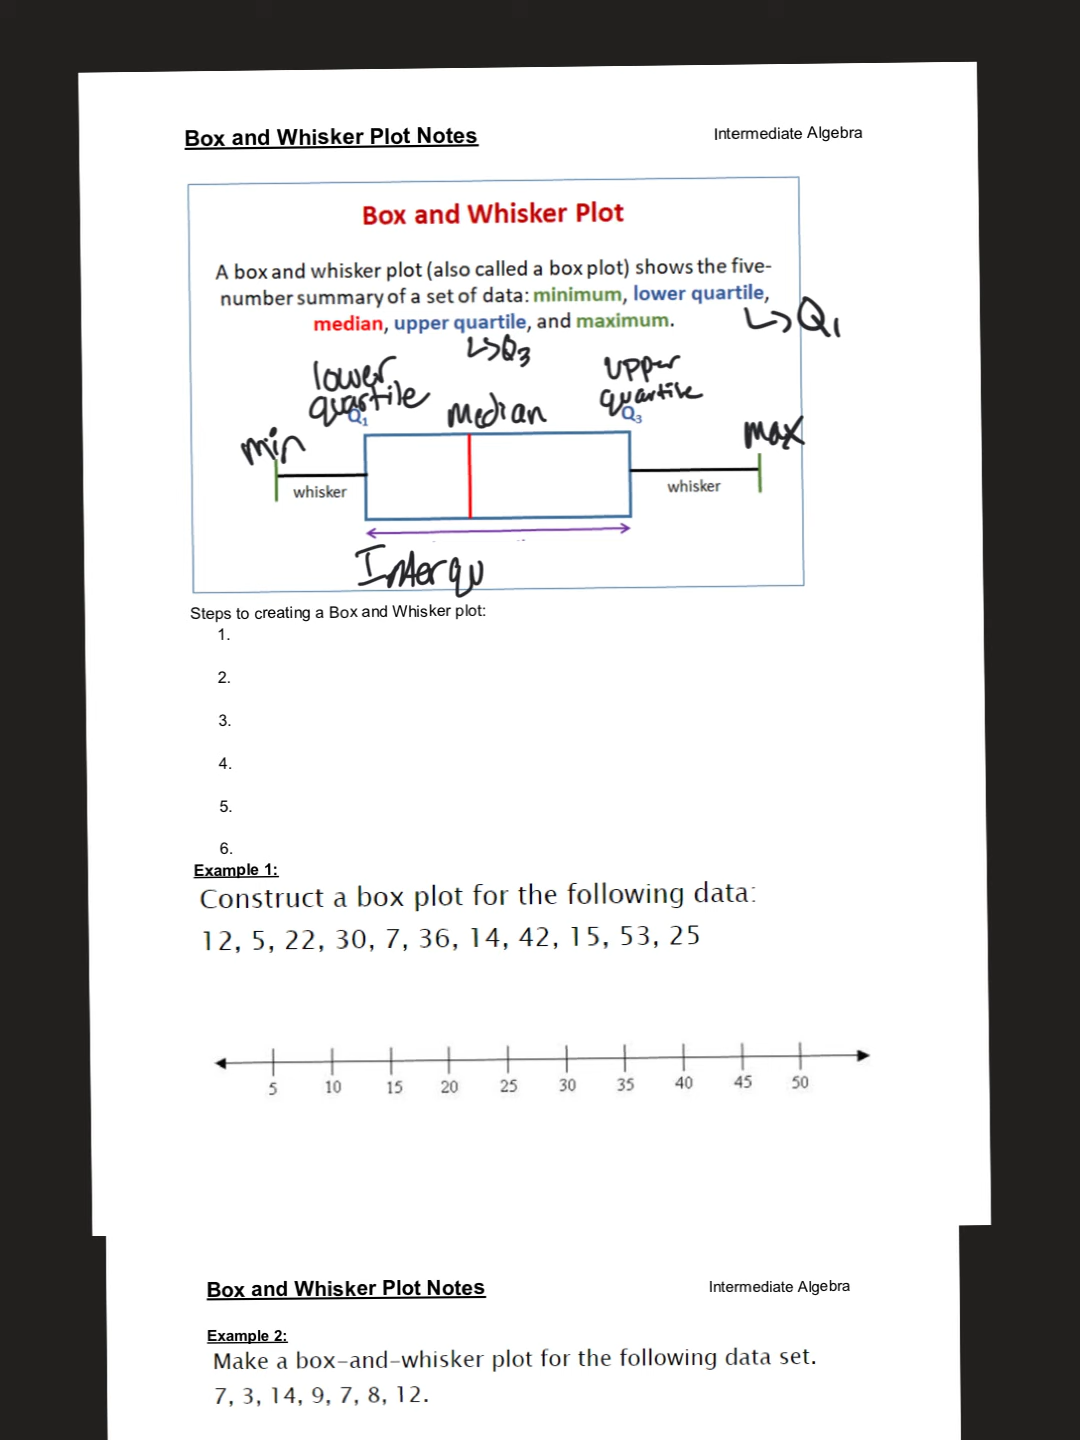 Box and Whisker Plot Notes
Intermediate Algebra
Box and Whisker Plot
A box and whisker plot (also called a box plot) shows the five-
number summary of a set of data: minimum, lower quartile,
median, upper quartile, and maximum.
↳ Q1
↳ Q3
lower
quartile
upper
quartile
Q1
Median
Q3
min
max
whisker
whisker
Interqu
Steps to creating a Box and Whisker plot:
1.
2.
3.
4.
5.
6.
Example 1:
Construct a box plot for the following data:
12, 5, 22, 30, 7, 36, 14, 42, 15, 53, 25
5 10 15 20 25 30 35 40 45 50
Box and Whisker Plot Notes
Intermediate Algebra
Example 2:
Make a box-and-whisker plot for the following data set.
7, 3, 14, 9, 7, 8, 12.